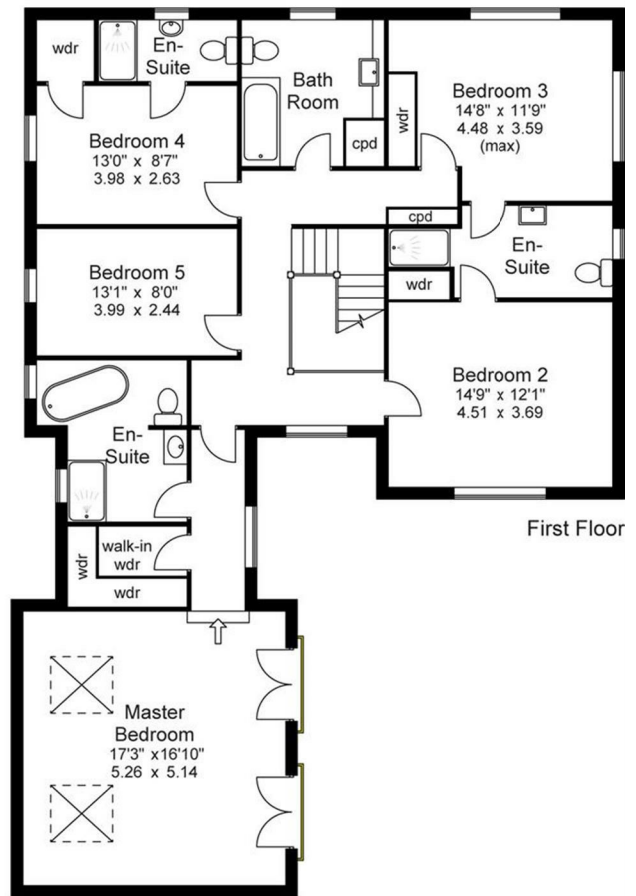 wdr
En-
Suite
Bath
Room
cpd
wdr
Bedroom 3
14'8" x 11'9"
4.48 x 3.59
(max)
Bedroom 4
13'0" x 8'7"
3.98 x 2.63
cpd
En-
Suite
wdr
Bedroom 5
13'1" x 8'0"
3.99 x 2.44
Bedroom 2
14'9" x 12'1"
4.51 x 3.69
En-
Suite
First Floor
wdr
walk-in
wdr
wdr
Master
Bedroom
17'3" x16'10"
5.26 x 5.14